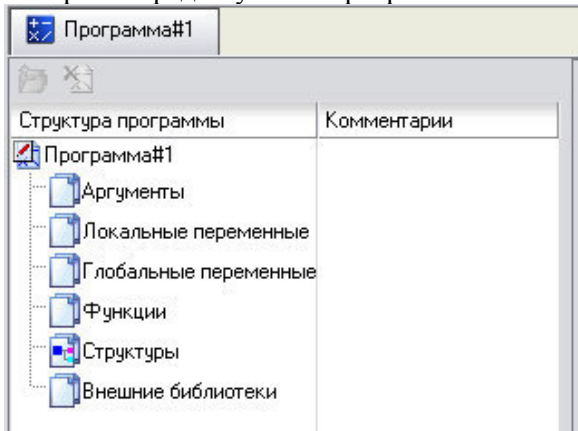 Программа#1
Структура программы Комментарии
Программа#1
Аргументы
Локальные переменные
Глобальные переменные
Функции
Структуры
Внешние библиотеки